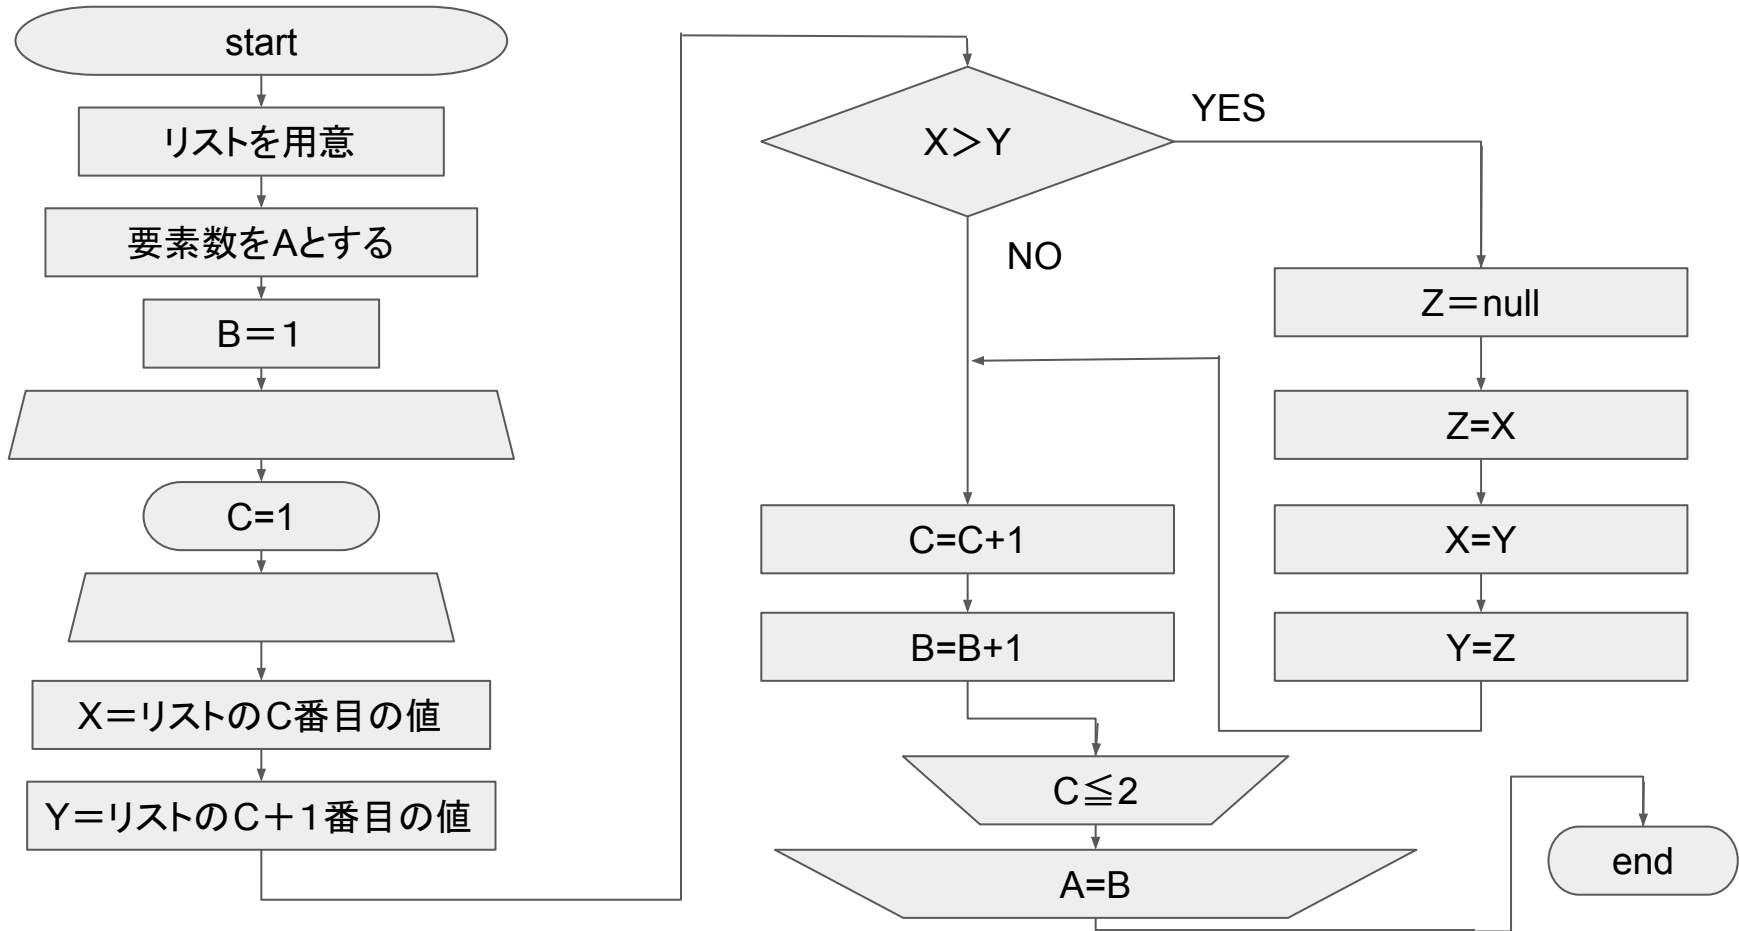 start
リストを用意
要素数をAとする
B＝１
C=1
X＝リストのC番目の値
Y＝リストのC＋１番目の値
X＞Y
YES
NO
Z＝null
Z=X
X=Y
Y=Z
C=C+1
B=B+1
C≦2
A=B
end